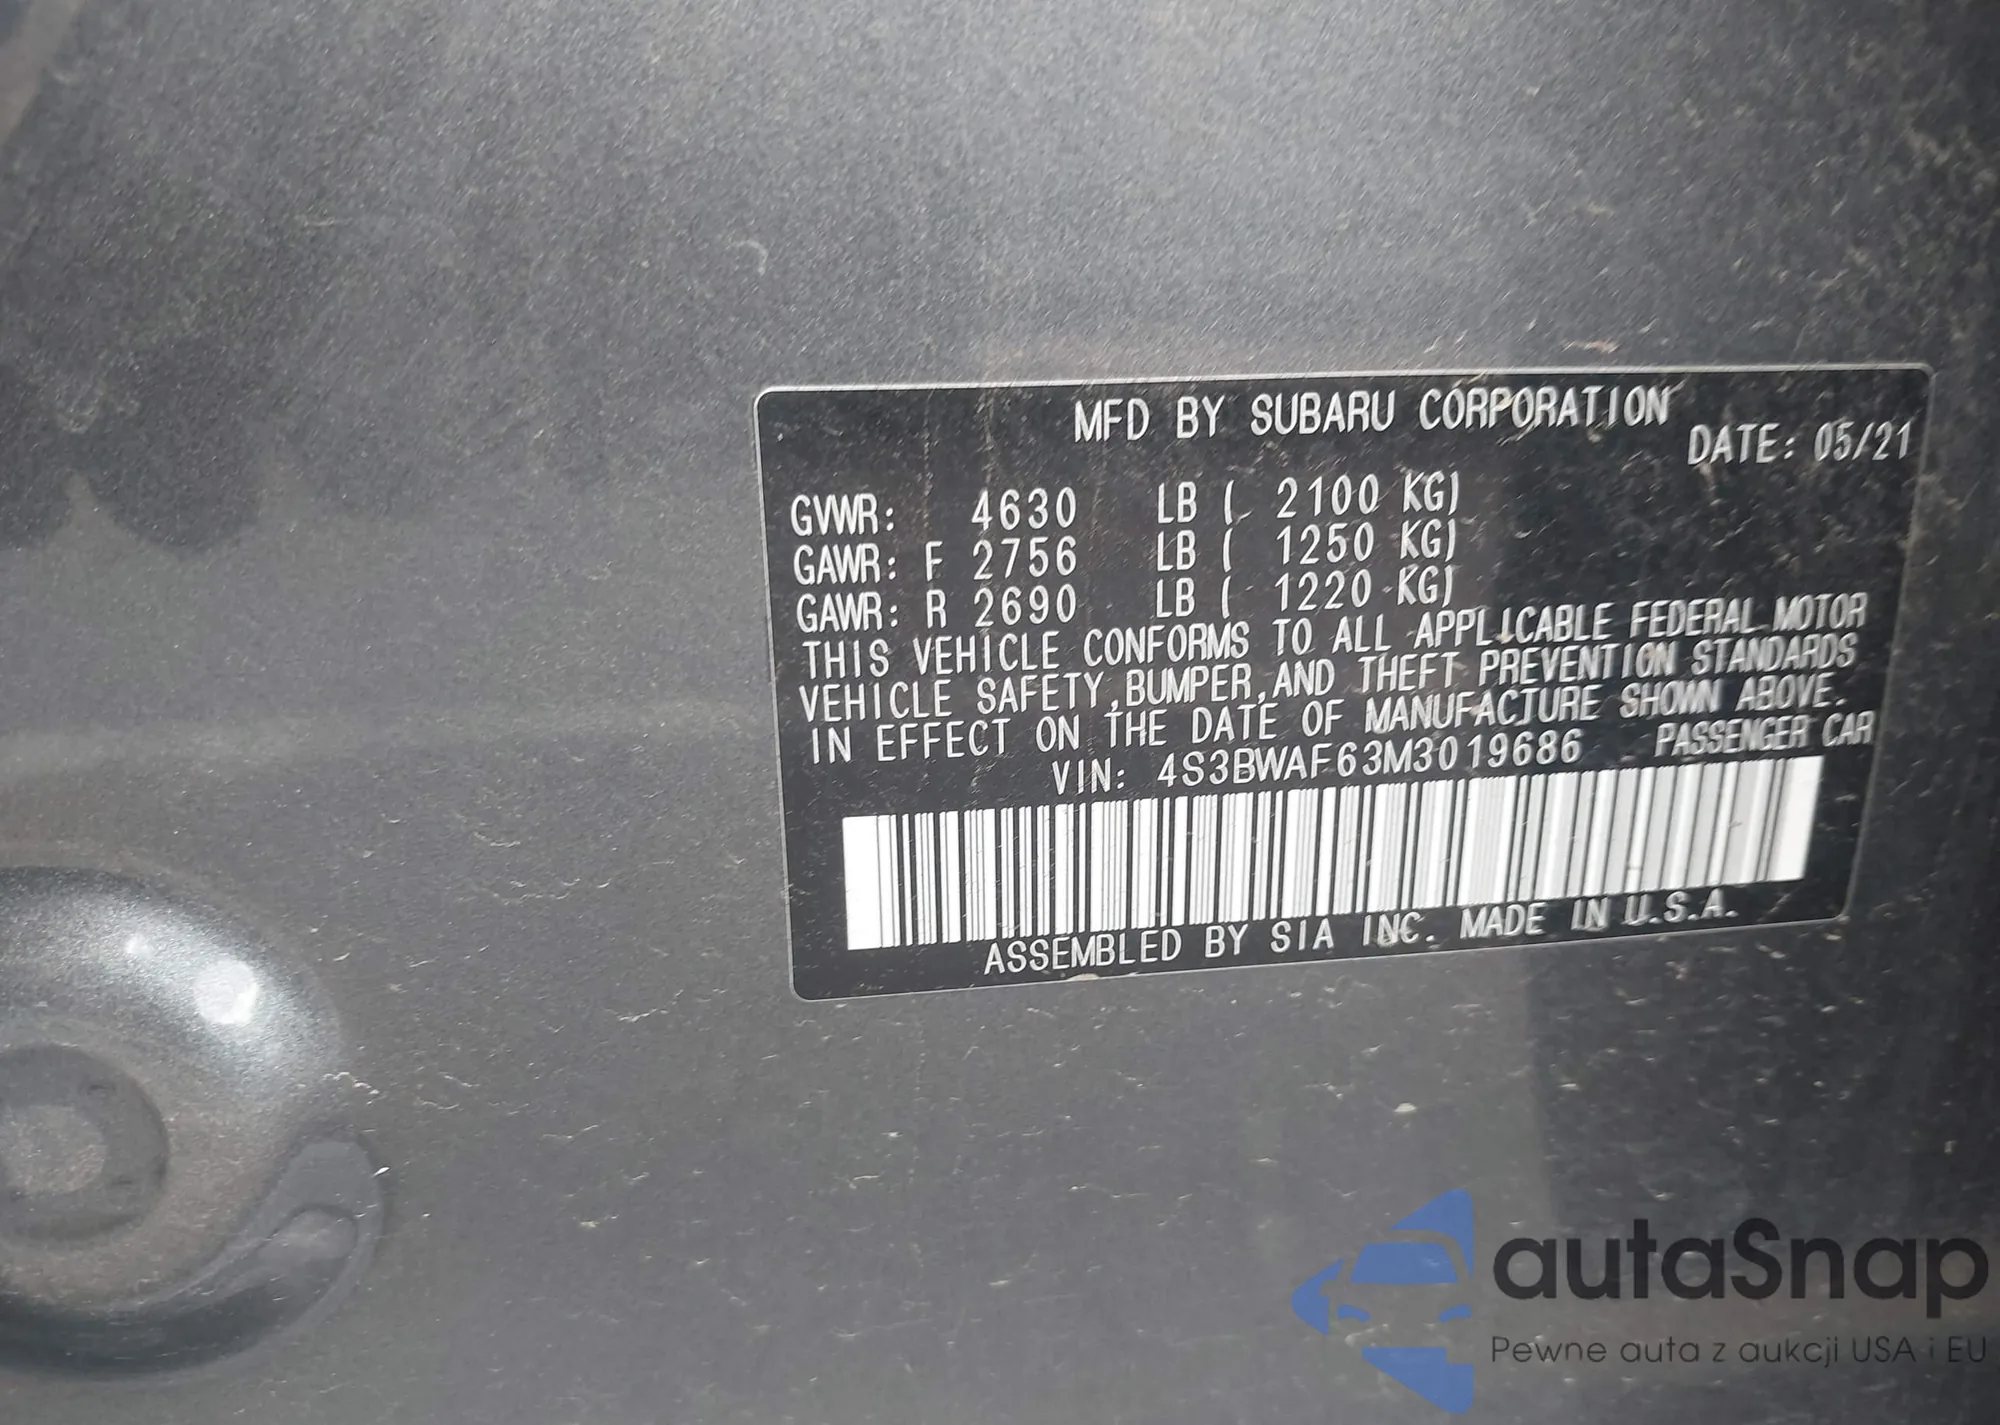 MFD BY SUBARU CORPORATION
DATE: 05/21
GVWR: 4630 LB ( 2100 KG)
GAWR: F 2756 LB ( 1250 KG)
GAWR: R 2690 LB ( 1220 KG)
THIS VEHICLE CONFORMS TO ALL APPLICABLE FEDERAL MOTOR
VEHICLE SAFETY, BUMPER, AND THEFT PREVENTION STANDARDS
IN EFFECT ON THE DATE OF MANUFACTURE SHOWN ABOVE.
VIN: 4S3BWAF63M3019686 PASSENGER CAR
ASSEMBLED BY SIA INC. MADE IN U.S.A.
autaSnap
Pewne auta z aukcji USA i EU